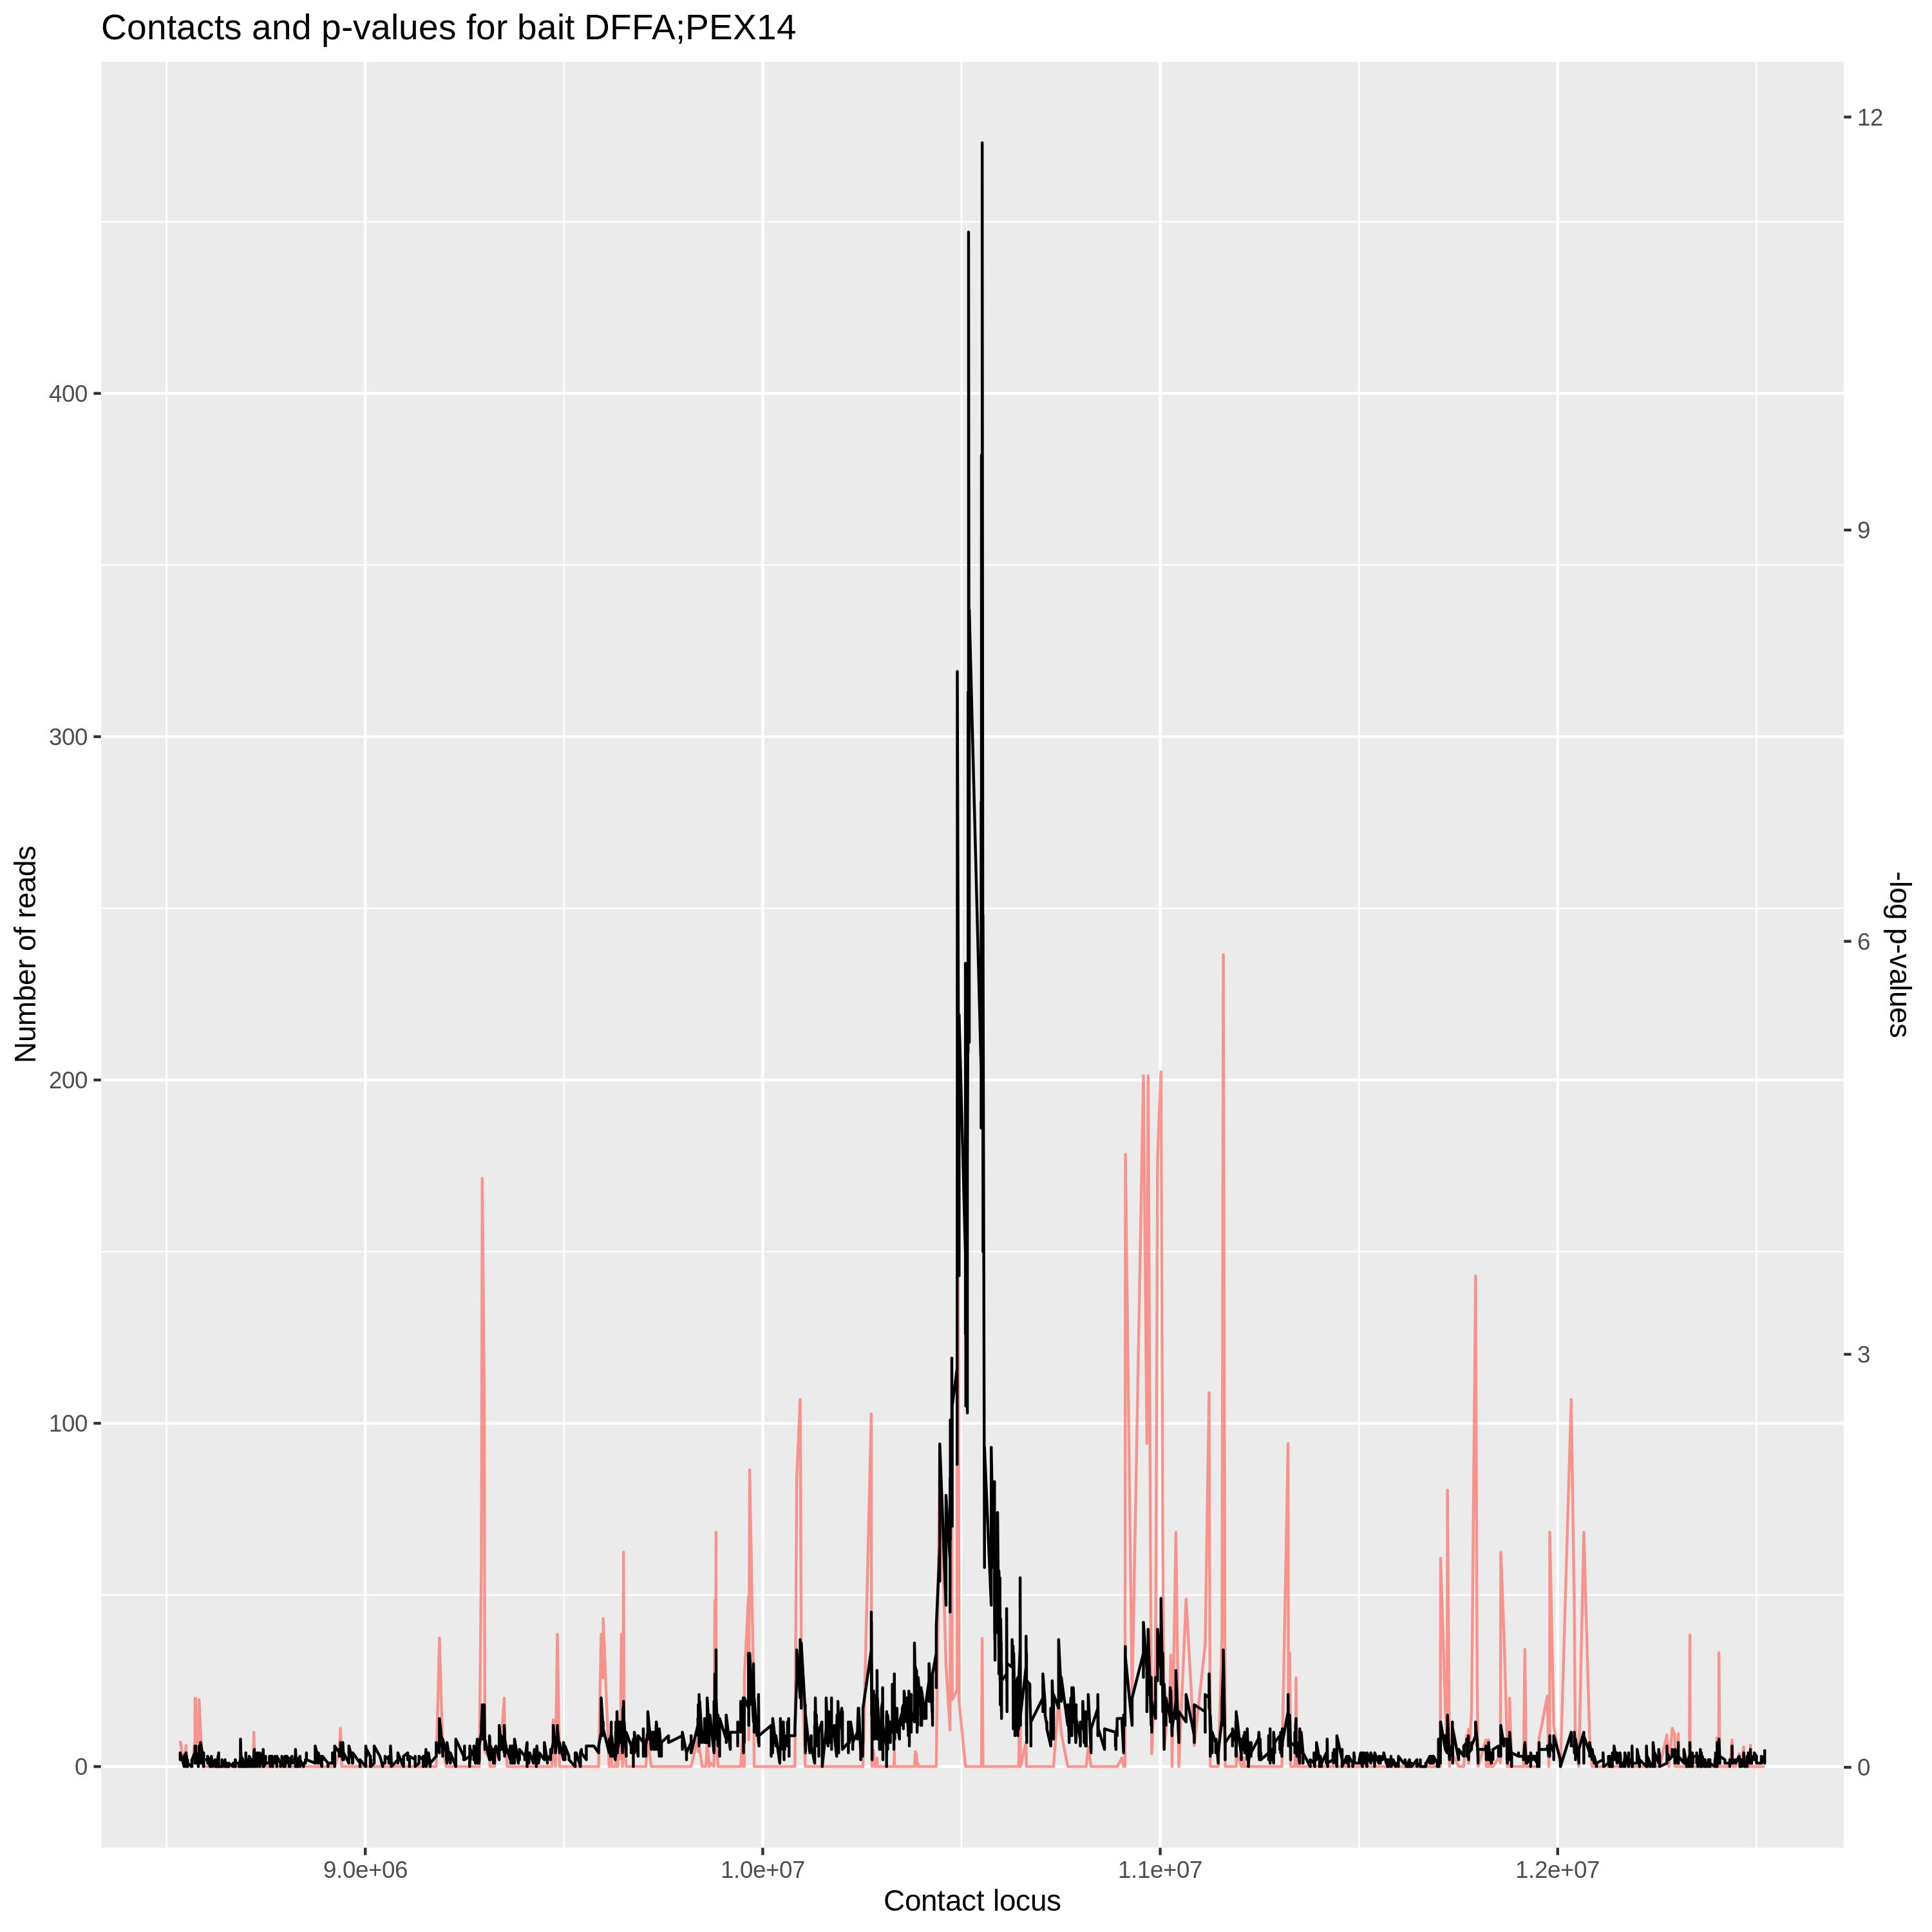 Contacts and p-values for bait DFFA;PEX14
12
9
6
3
0
-log p-values
400
300
200
100
0
Number of reads
9.0e+06
1.0e+07
1.1e+07
1.2e+07
Contact locus